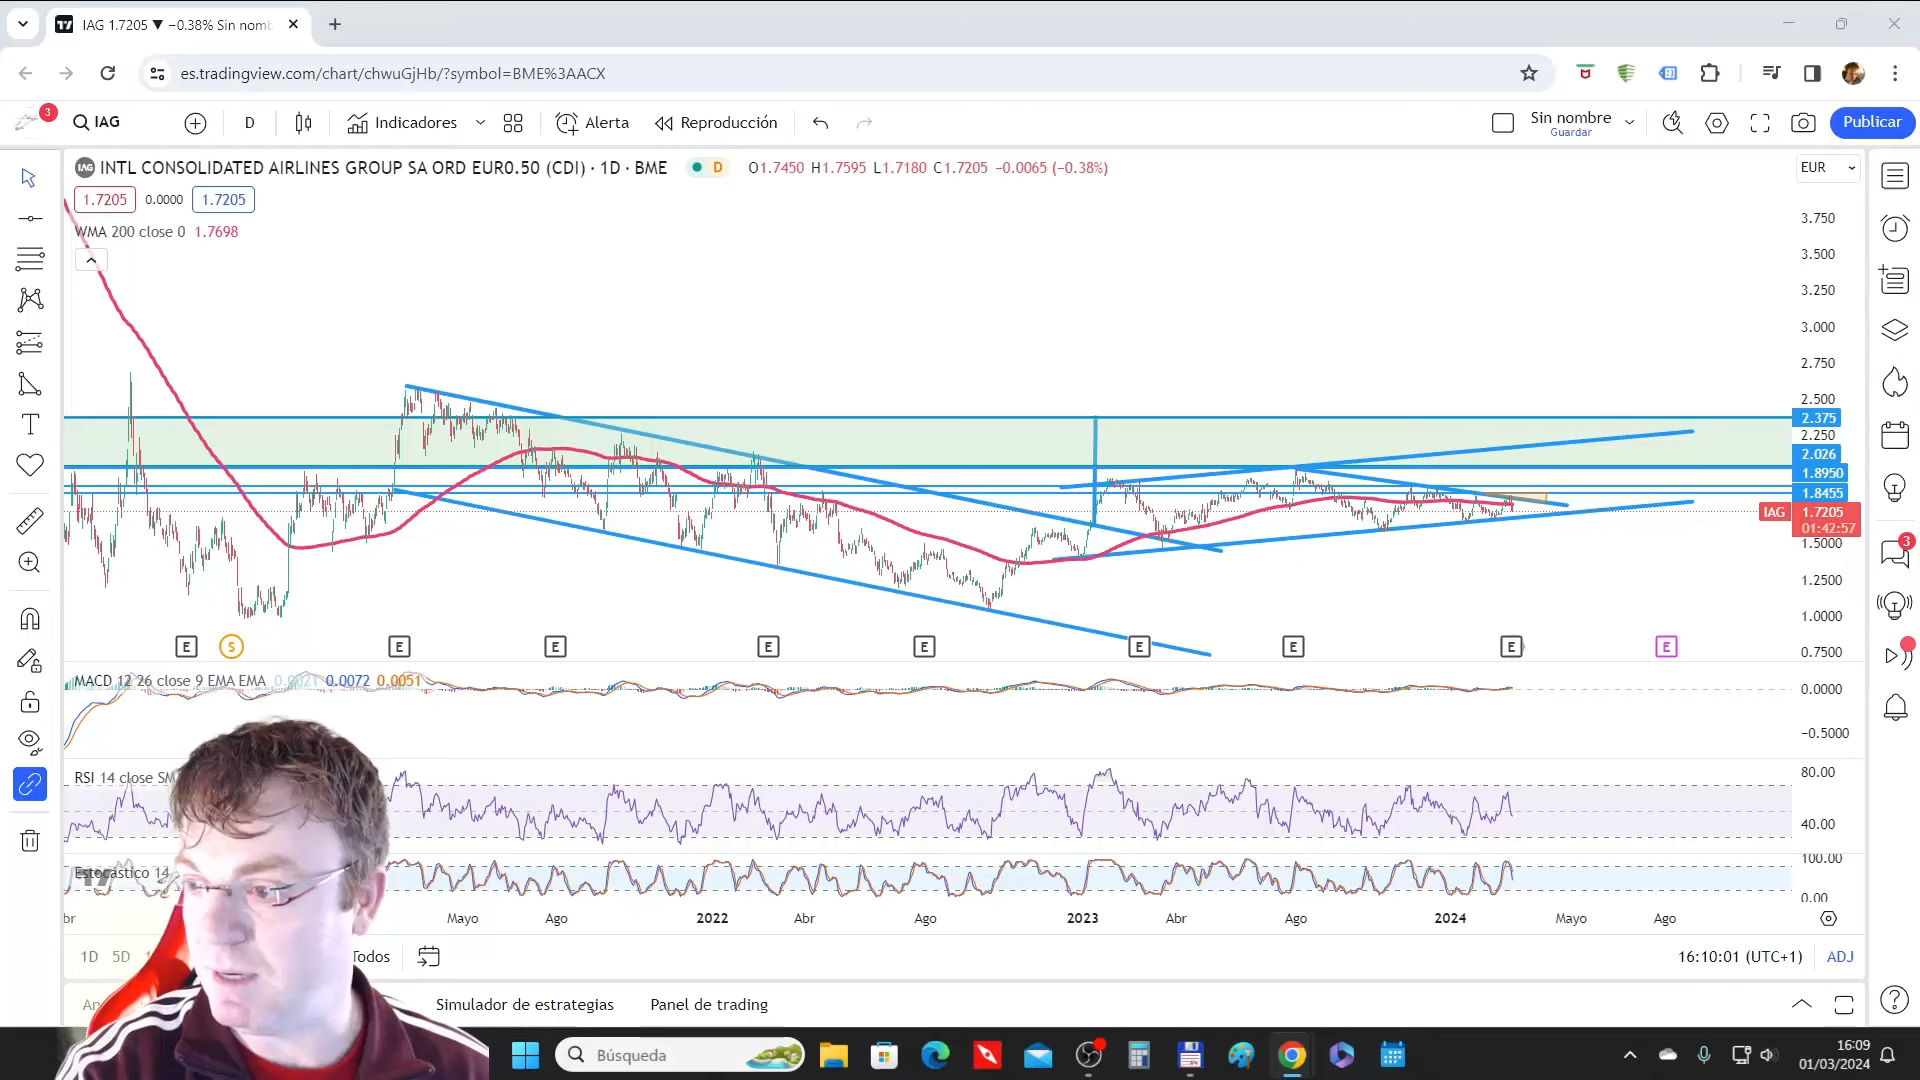 IAG 1.7205 ▼ −0.38% Sin nomb
es.tradingview.com/chart/chwuGjHb/?symbol=BME%3AACX
3
IAG
D
Indicadores
Alerta
Reproducción
Sin nombre
Guardar
Publicar
IAG INTL CONSOLIDATED AIRLINES GROUP SA ORD EUR0.50 (CDI) · 1D · BME
D
O1.7450 H1.7595 L1.7180 C1.7205 −0.0065 (−0.38%)
EUR
1.7205 0.0000 1.7205
WMA 200 close 0 1.7698
3.750
3.500
3.250
3.000
2.750
2.500
2.375
2.250
2.026
1.8950
1.8455
IAG 1.7205
01:42:57
1.5000
1.2500
1.0000
0.7500
E S E E E E E E E E
MACD 12 26 close 9 EMA EMA 0.0021 0.0072 0.0051
0.0000
−0.5000
RSI 14 close SM
80.00
40.00
Estocástico 14
100.00
0.00
br Mayo Ago 2022 Abr Ago 2023 Abr Ago 2024 Mayo Ago
1D 5D Todos
16:10:01 (UTC+1) ADJ
Simulador de estrategias
Panel de trading
3
Búsqueda
16:09
01/03/2024